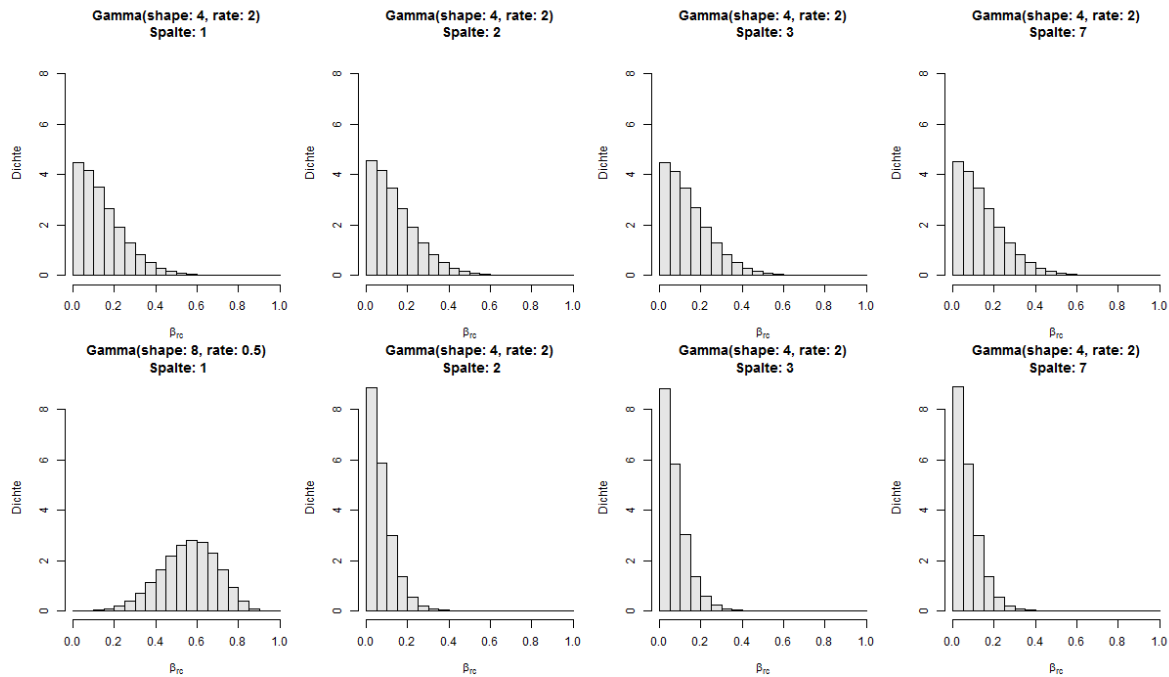 Gamma(shape: 4, rate: 2)
Spalte: 1
Dichte
0 2 4 6 8
0.0 0.2 0.4 0.6 0.8 1.0
βrc
Gamma(shape: 4, rate: 2)
Spalte: 2
Dichte
0 2 4 6 8
0.0 0.2 0.4 0.6 0.8 1.0
βrc
Gamma(shape: 4, rate: 2)
Spalte: 3
Dichte
0 2 4 6 8
0.0 0.2 0.4 0.6 0.8 1.0
βrc
Gamma(shape: 4, rate: 2)
Spalte: 7
Dichte
0 2 4 6 8
0.0 0.2 0.4 0.6 0.8 1.0
βrc
Gamma(shape: 8, rate: 0.5)
Spalte: 1
Dichte
0 2 4 6 8
0.0 0.2 0.4 0.6 0.8 1.0
βrc
Gamma(shape: 4, rate: 2)
Spalte: 2
Dichte
0 2 4 6 8
0.0 0.2 0.4 0.6 0.8 1.0
βrc
Gamma(shape: 4, rate: 2)
Spalte: 3
Dichte
0 2 4 6 8
0.0 0.2 0.4 0.6 0.8 1.0
βrc
Gamma(shape: 4, rate: 2)
Spalte: 7
Dichte
0 2 4 6 8
0.0 0.2 0.4 0.6 0.8 1.0
βrc